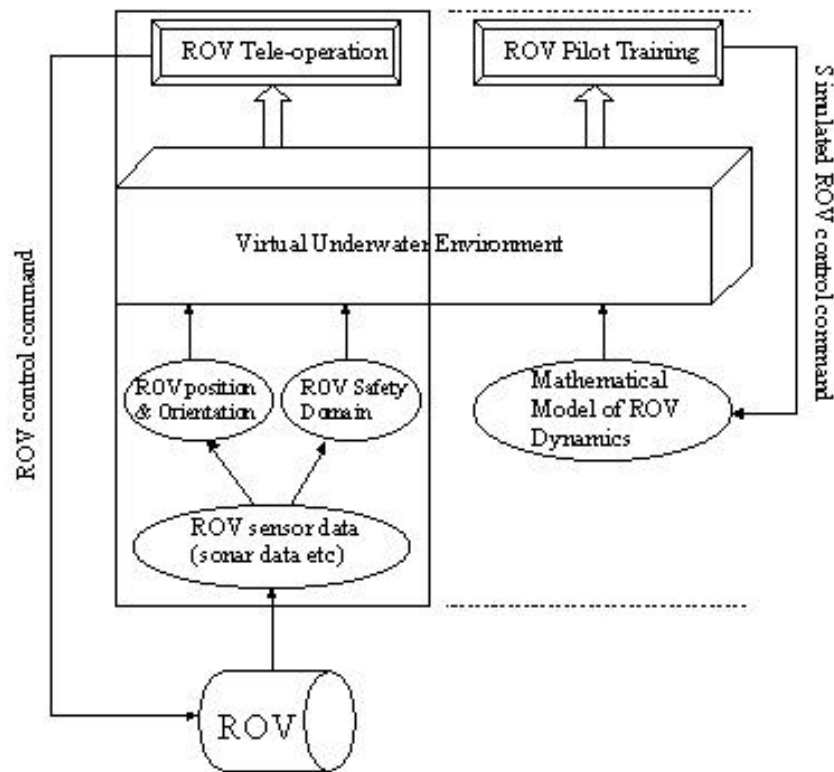 ROV Tele-operation
ROV Pilot Training
Virtual Underwater Environment
ROV control command
Simulated ROV control command
ROV position
& Orientation
ROV Safety
Domain
Mathematical
Model of ROV
Dynamics
ROV sensor data
(sonar data etc)
ROV